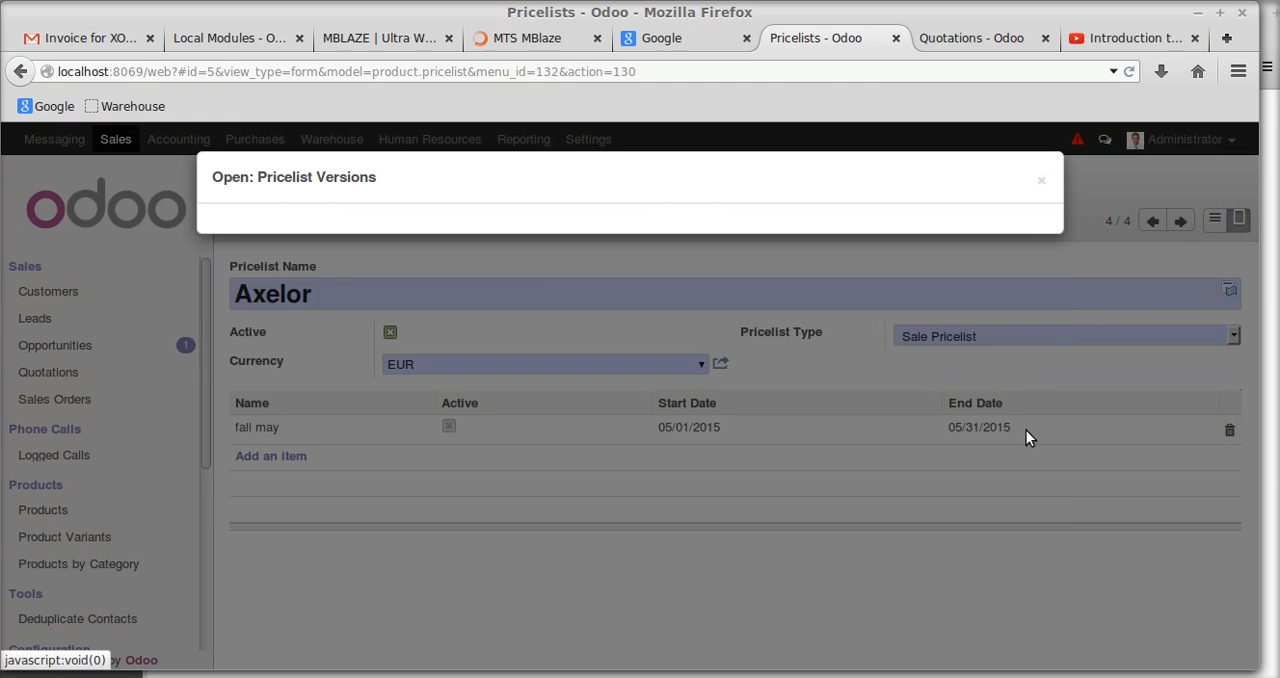 Pricelists - Odoo - Mozilla Firefox
Invoice for XO...
Local Modules - O...
MBLAZE | Ultra W...
MTS MBlaze
Google
Pricelists - Odoo
Quotations - Odoo
Introduction t...
localhost:8069/web?#id=5&view_type=form&model=product.pricelist&menu_id=132&action=130
Google
Warehouse
Messaging Sales Accounting Purchases Warehouse Human Resources Reporting Settings
Administrator
Open: Pricelist Versions
odoo
4 / 4
Sales
Customers
Leads
Opportunities 1
Quotations
Sales Orders
Phone Calls
Logged Calls
Products
Products
Product Variants
Products by Category
Tools
Deduplicate Contacts
Configuration
by Odoo
javascript:void(0)
Pricelist Name
Axelor
Active
Pricelist Type Sale Pricelist
Currency EUR
Name Active Start Date End Date
fall may 05/01/2015 05/31/2015
Add an item